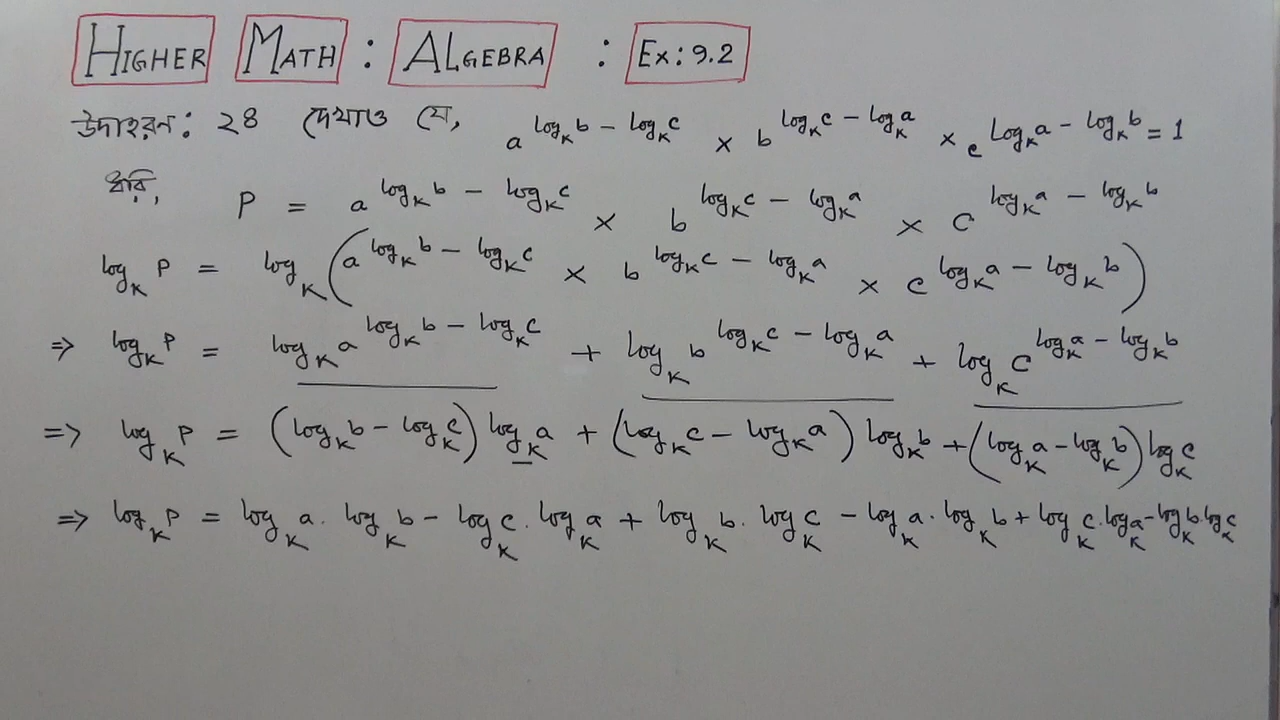 HIGHER MATH : ALGEBRA : Ex: 9.2
উদাহরন: ২৪ দেখাও যে, a^(log_k b − log_k c) × b^(log_k c − log_k a) × c^(log_k a − log_k b) = 1
ধরি, P = a^(log_k b − log_k c) × b^(log_k c − log_k a) × c^(log_k a − log_k b)
log_k P = log_k (a^(log_k b − log_k c) × b^(log_k c − log_k a) × c^(log_k a − log_k b))
⇒ log_k P = log_k a^(log_k b − log_k c) + log_k b^(log_k c − log_k a) + log_k c^(log_k a − log_k b)
⇒ log_k P = (log_k b − log_k c) log_k a + (log_k c − log_k a) log_k b + (log_k a − log_k b) log_k c
⇒ log_k P = log_k a . log_k b − log_k c . log_k a + log_k b . log_k c − log_k a . log_k b + log_k c . log_k a − log_k b . log_k c